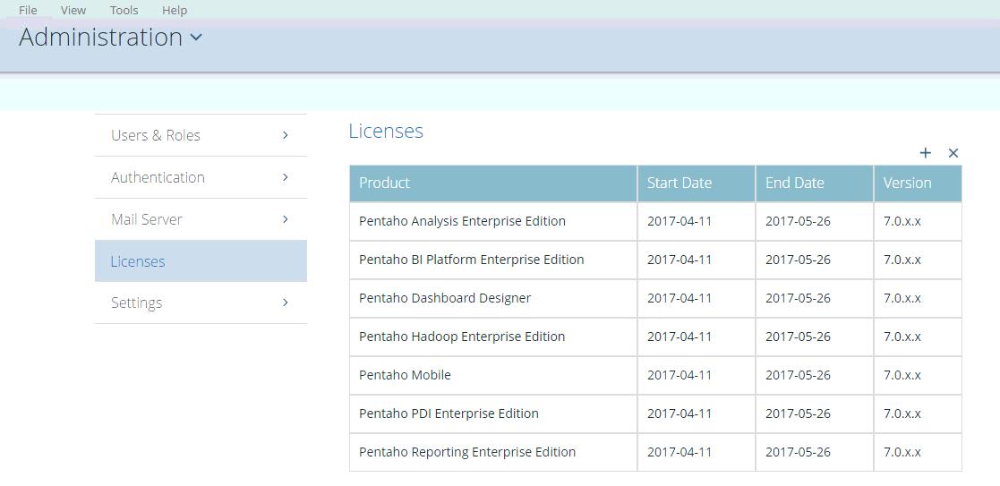 File View Tools Help
Administration
Users & Roles
Authentication
Mail Server
Licenses
Settings
Licenses
Product Start Date End Date Version
Pentaho Analysis Enterprise Edition 2017-04-11 2017-05-26 7.0.x.x
Pentaho BI Platform Enterprise Edition 2017-04-11 2017-05-26 7.0.x.x
Pentaho Dashboard Designer 2017-04-11 2017-05-26 7.0.x.x
Pentaho Hadoop Enterprise Edition 2017-04-11 2017-05-26 7.0.x.x
Pentaho Mobile 2017-04-11 2017-05-26 7.0.x.x
Pentaho PDI Enterprise Edition 2017-04-11 2017-05-26 7.0.x.x
Pentaho Reporting Enterprise Edition 2017-04-11 2017-05-26 7.0.x.x